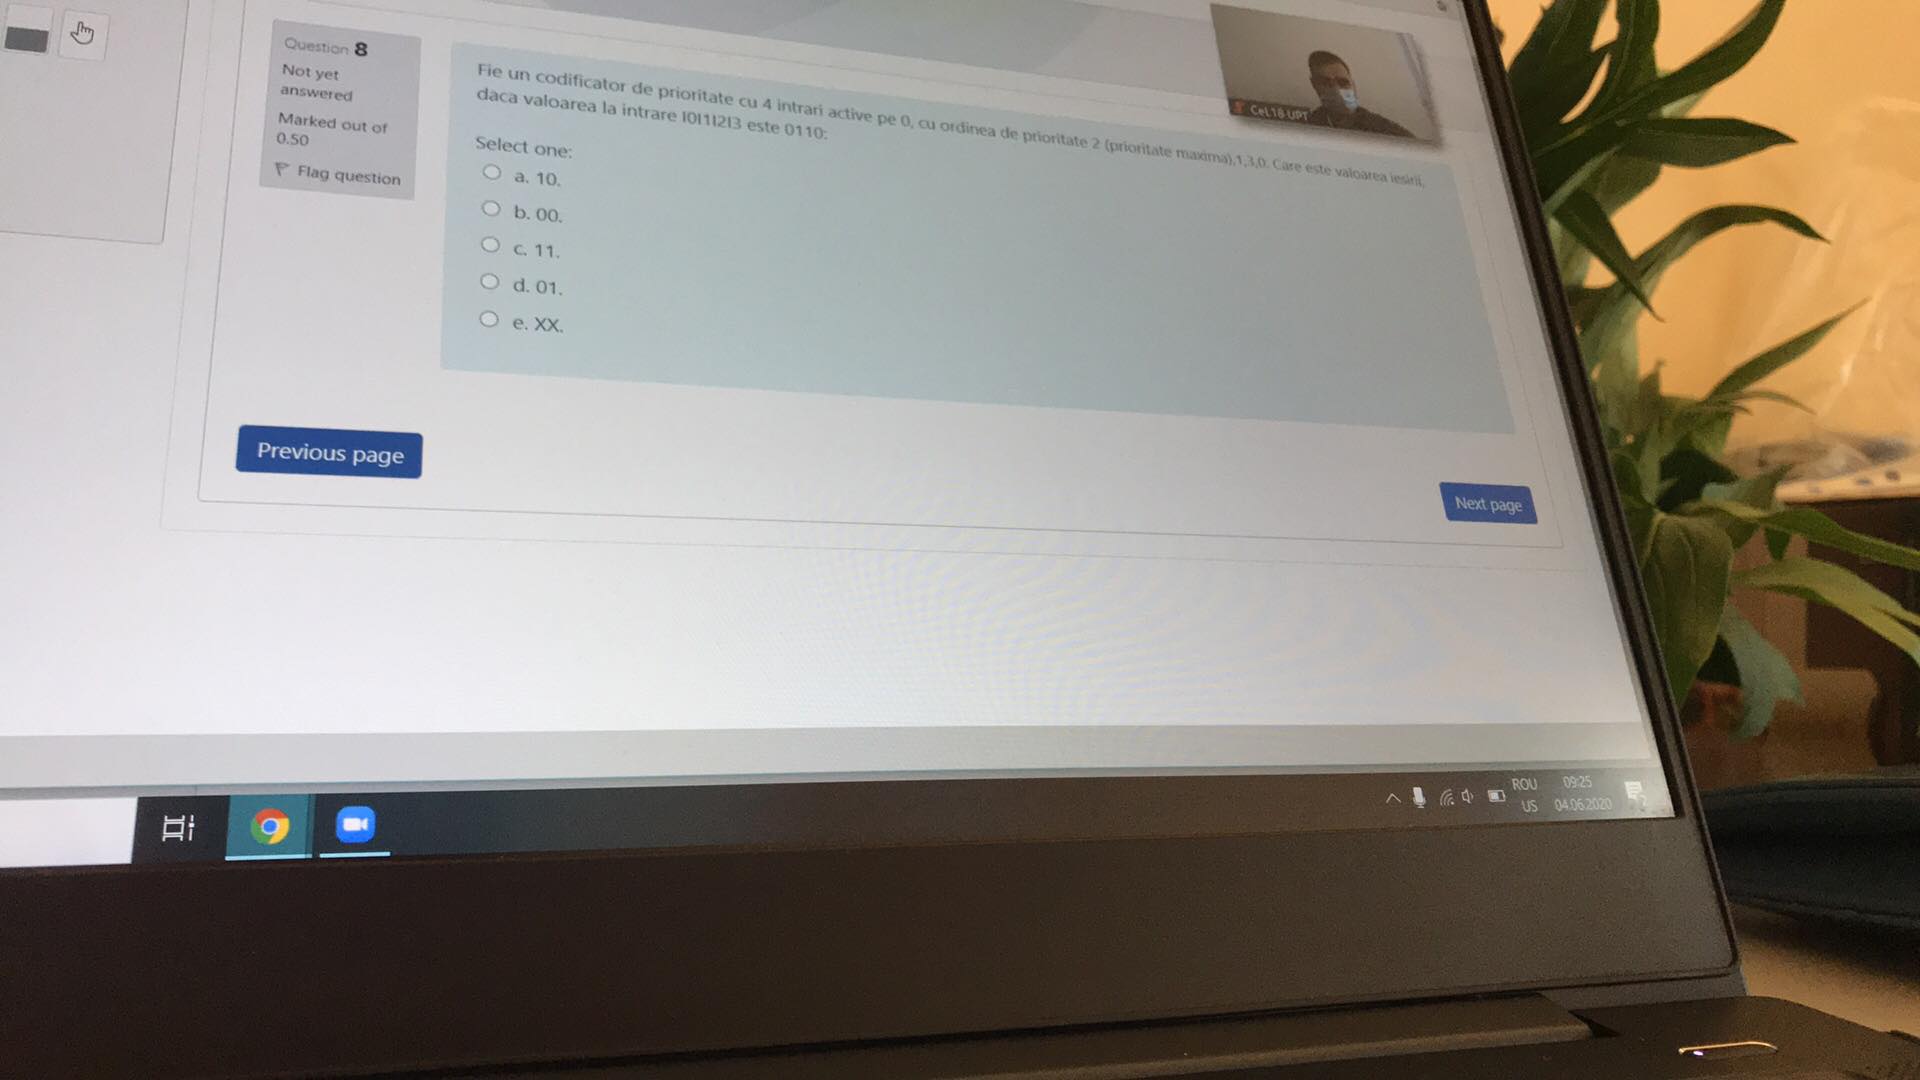 Question 8
Not yet
answered
Marked out of
0.50
Flag question
Fie un codificator de prioritate cu 4 intrari active pe 0, cu ordinea de prioritate 2 (prioritate maxima),1,3,0. Care este valoarea iesirii,
daca valoarea la intrare I0I1I2I3 este 0110:
Select one:
a. 10.
b. 00.
c. 11.
d. 01.
e. XX.
CeL18 UPT
Previous page
Next page
ROU
US
09:25
04.06.2020